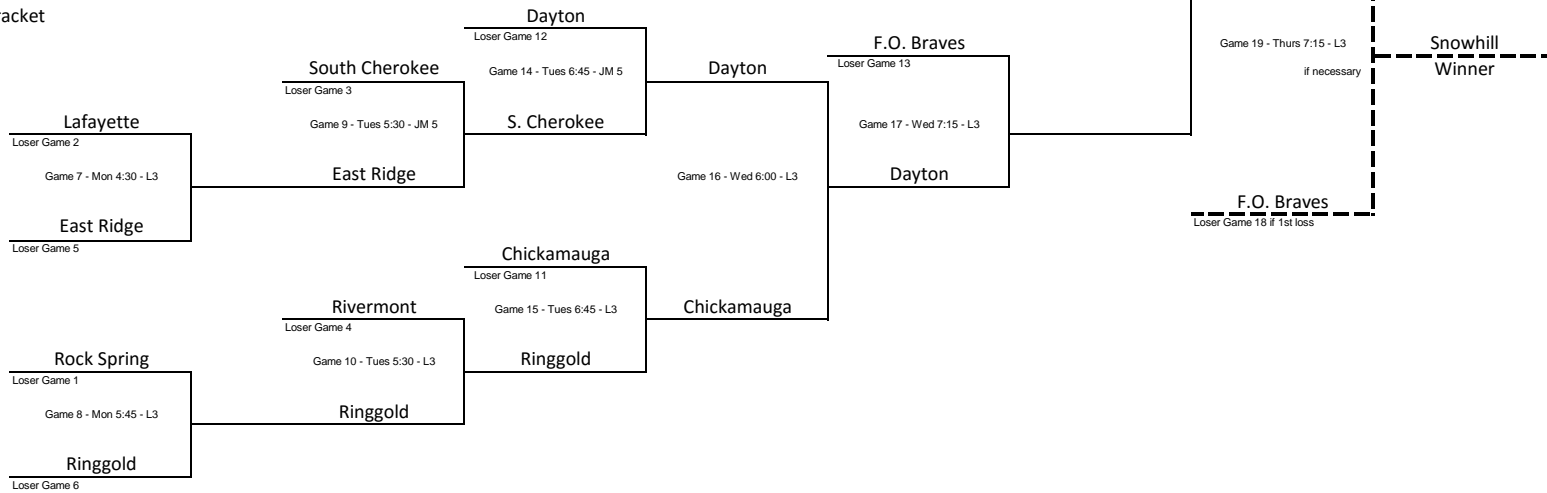 racket
Dayton
Loser Game 12
F.O. Braves
Loser Game 13
Game 19 - Thurs 7:15 - L3
if necessary
Snowhill
Winner
South Cherokee
Loser Game 3
Game 14 - Tues 6:45 - JM 5
Dayton
Lafayette
Loser Game 2
Game 9 - Tues 5:30 - JM 5
S. Cherokee
Game 17 - Wed 7:15 - L3
Game 7 - Mon 4:30 - L3
East Ridge
Game 16 - Wed 6:00 - L3
Dayton
F.O. Braves
Loser Game 18 if 1st loss
East Ridge
Loser Game 5
Chickamauga
Loser Game 11
Rivermont
Loser Game 4
Game 15 - Tues 6:45 - L3
Chickamauga
Rock Spring
Loser Game 1
Game 10 - Tues 5:30 - L3
Ringgold
Game 8 - Mon 5:45 - L3
Ringgold
Ringgold
Loser Game 6